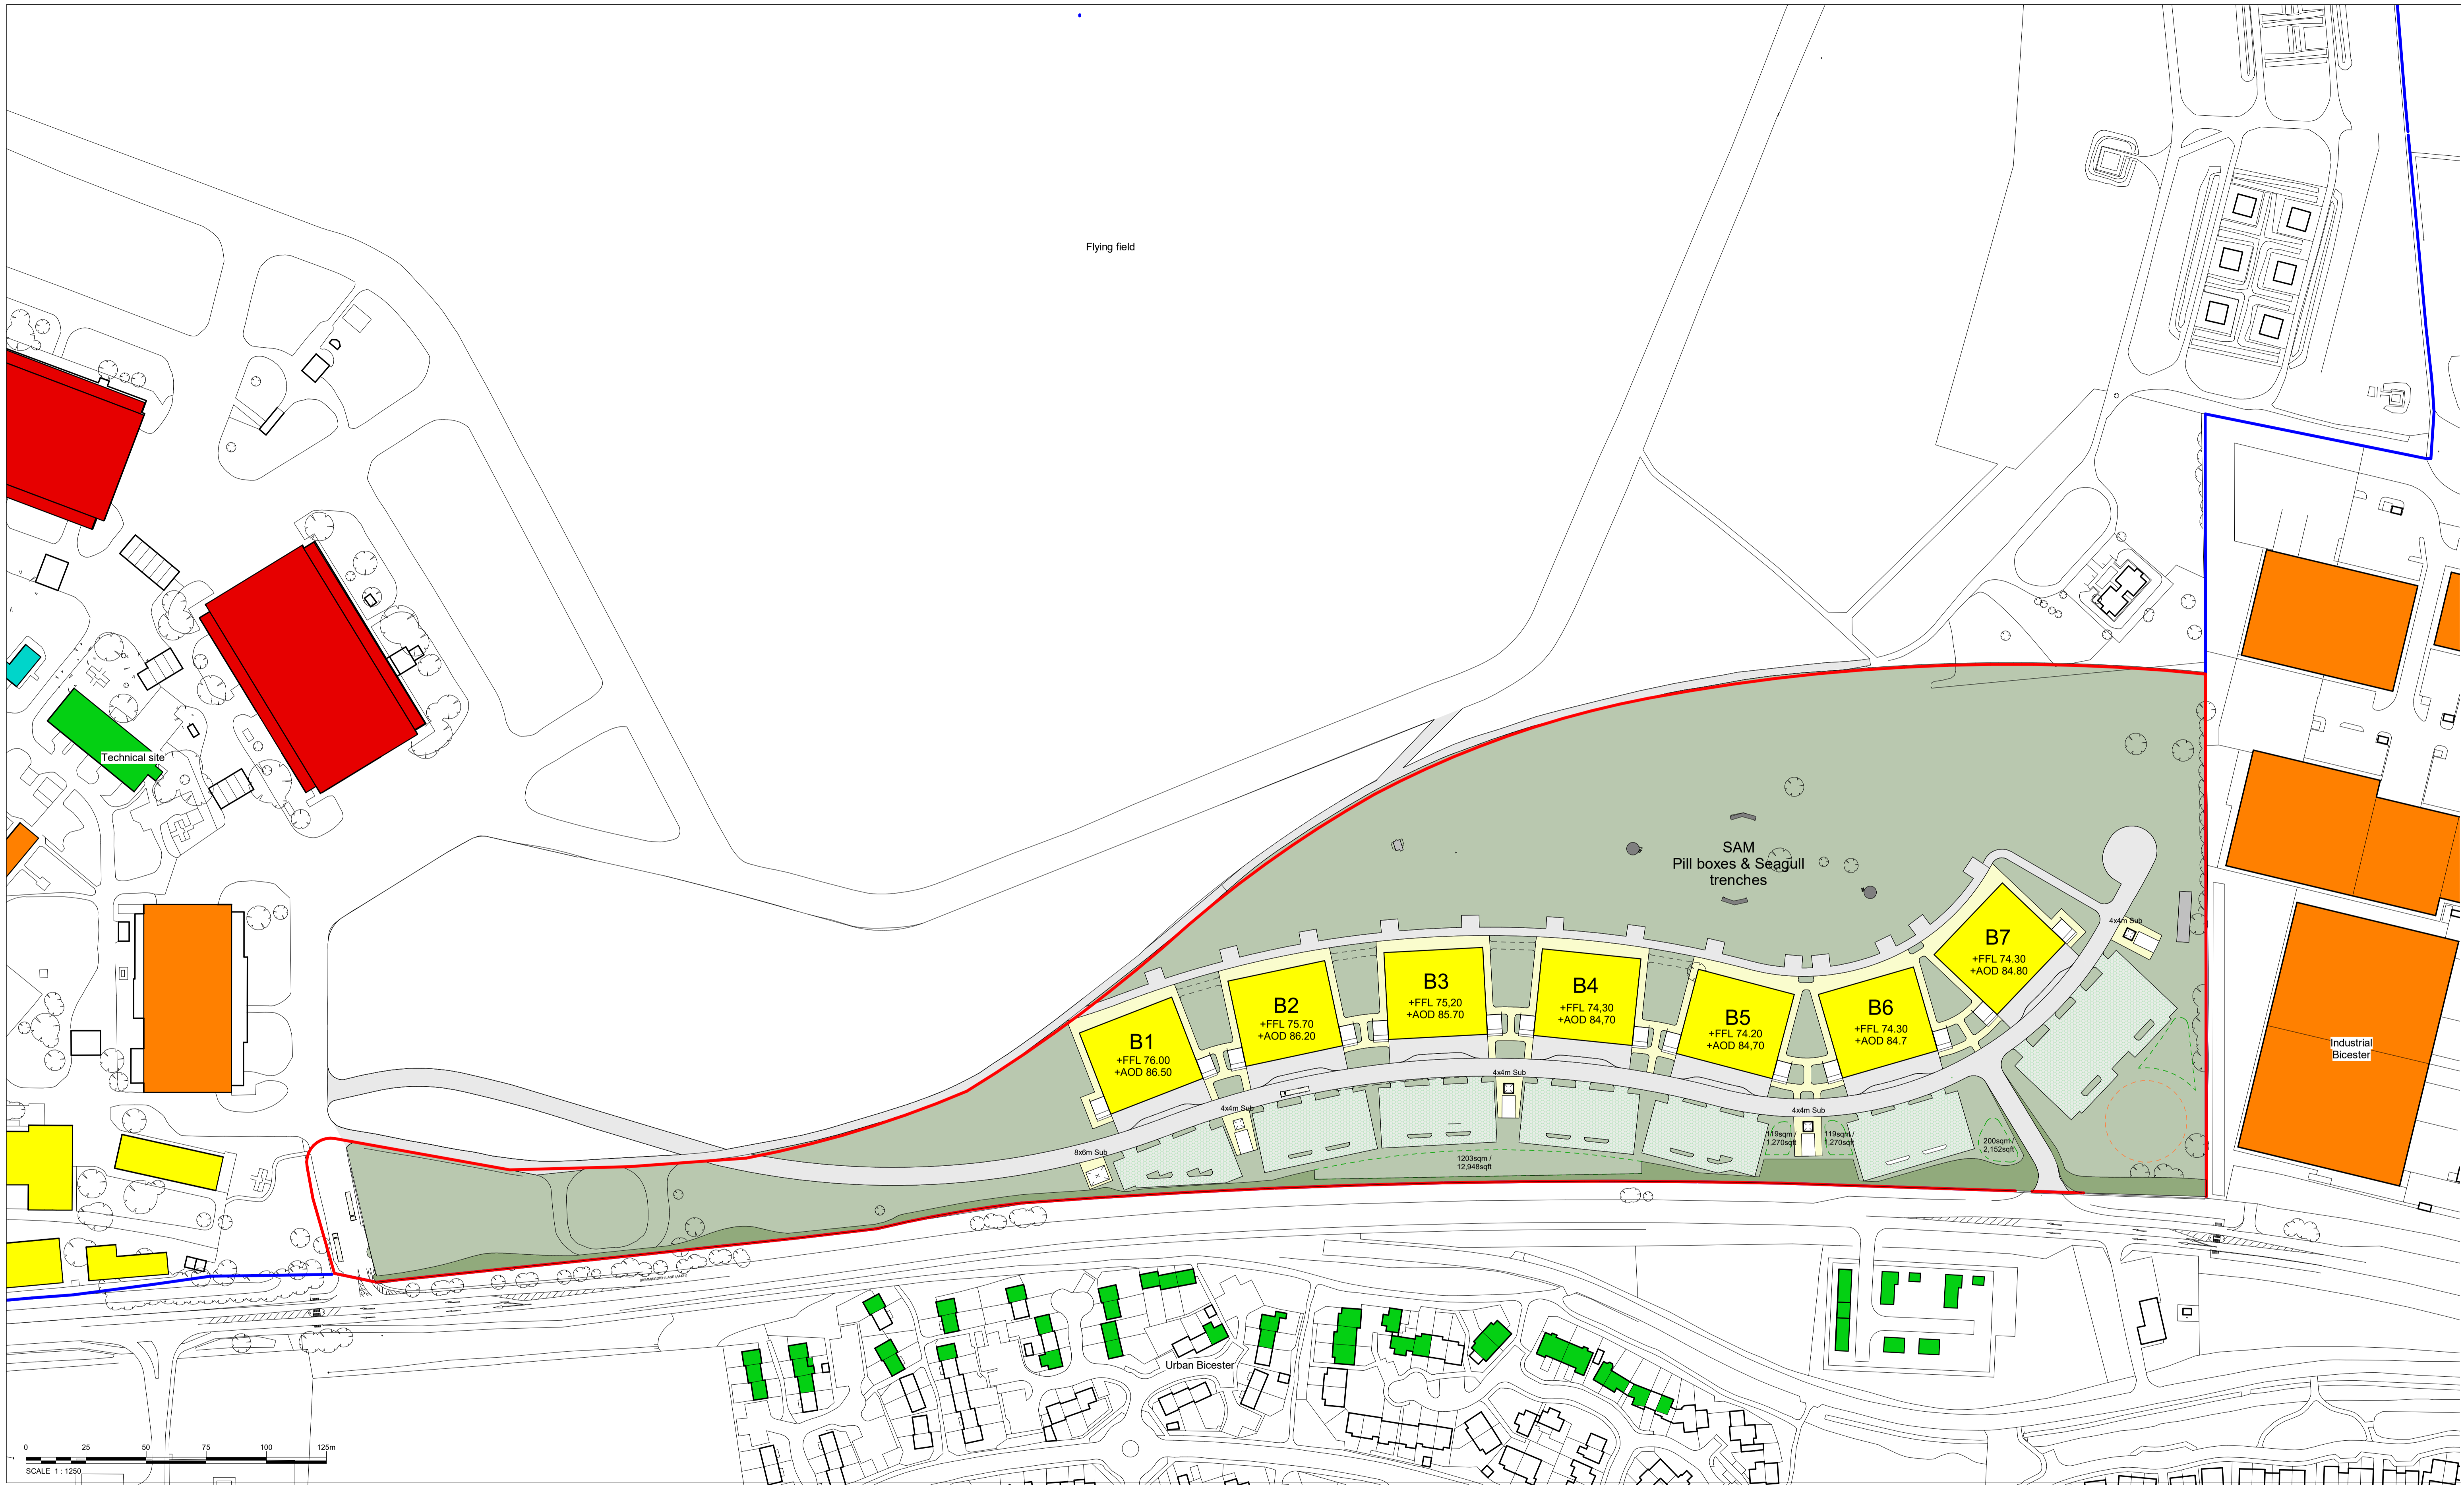 Flying field
Technical site
SAM
Pill boxes & Seagull
trenches
B7
+FFL 74.30
+AOD 84.80
4x4m Sub
B3
+FFL 75,20
+AOD 85.70
B4
+FFL 74,30
+AOD 84,70
B2
+FFL 75.70
+AOD 86.20
B5
+FFL 74.20
+AOD 84,70
B6
+FFL 74.30
+AOD 84.7
B1
+FFL 76.00
+AOD 86.50
Industrial
Bicester
4x4m Sub
4x4m Sub
4x4m Sub
119sqm /
1,270sqft
119sqm /
1,270sqft
200sqm /
2,152sqft
8x6m Sub
1203sqm /
12,948sqft
Urban Bicester
0 25 50 75 100 125m
SCALE 1 : 1250